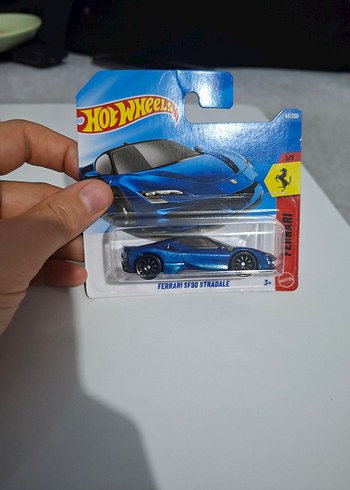 HOT WHEELS
FERRARI
FERRARI SF90 STRADALE
3+